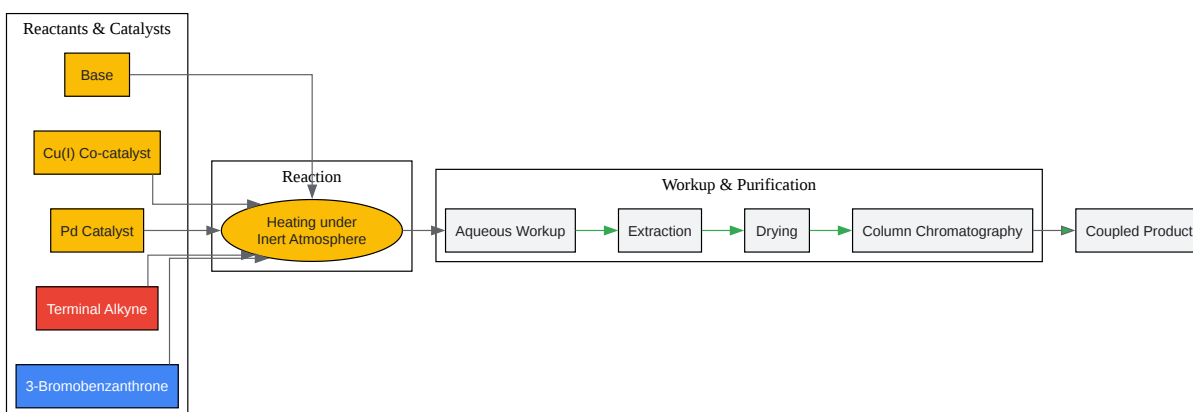 Reactants & Catalysts
Base
Cu(I) Co-catalyst
Pd Catalyst
Terminal Alkyne
3-Bromobenzanthrone
Reaction
Heating under
Inert Atmosphere
Workup & Purification
Aqueous Workup
Extraction
Drying
Column Chromatography
Coupled Product